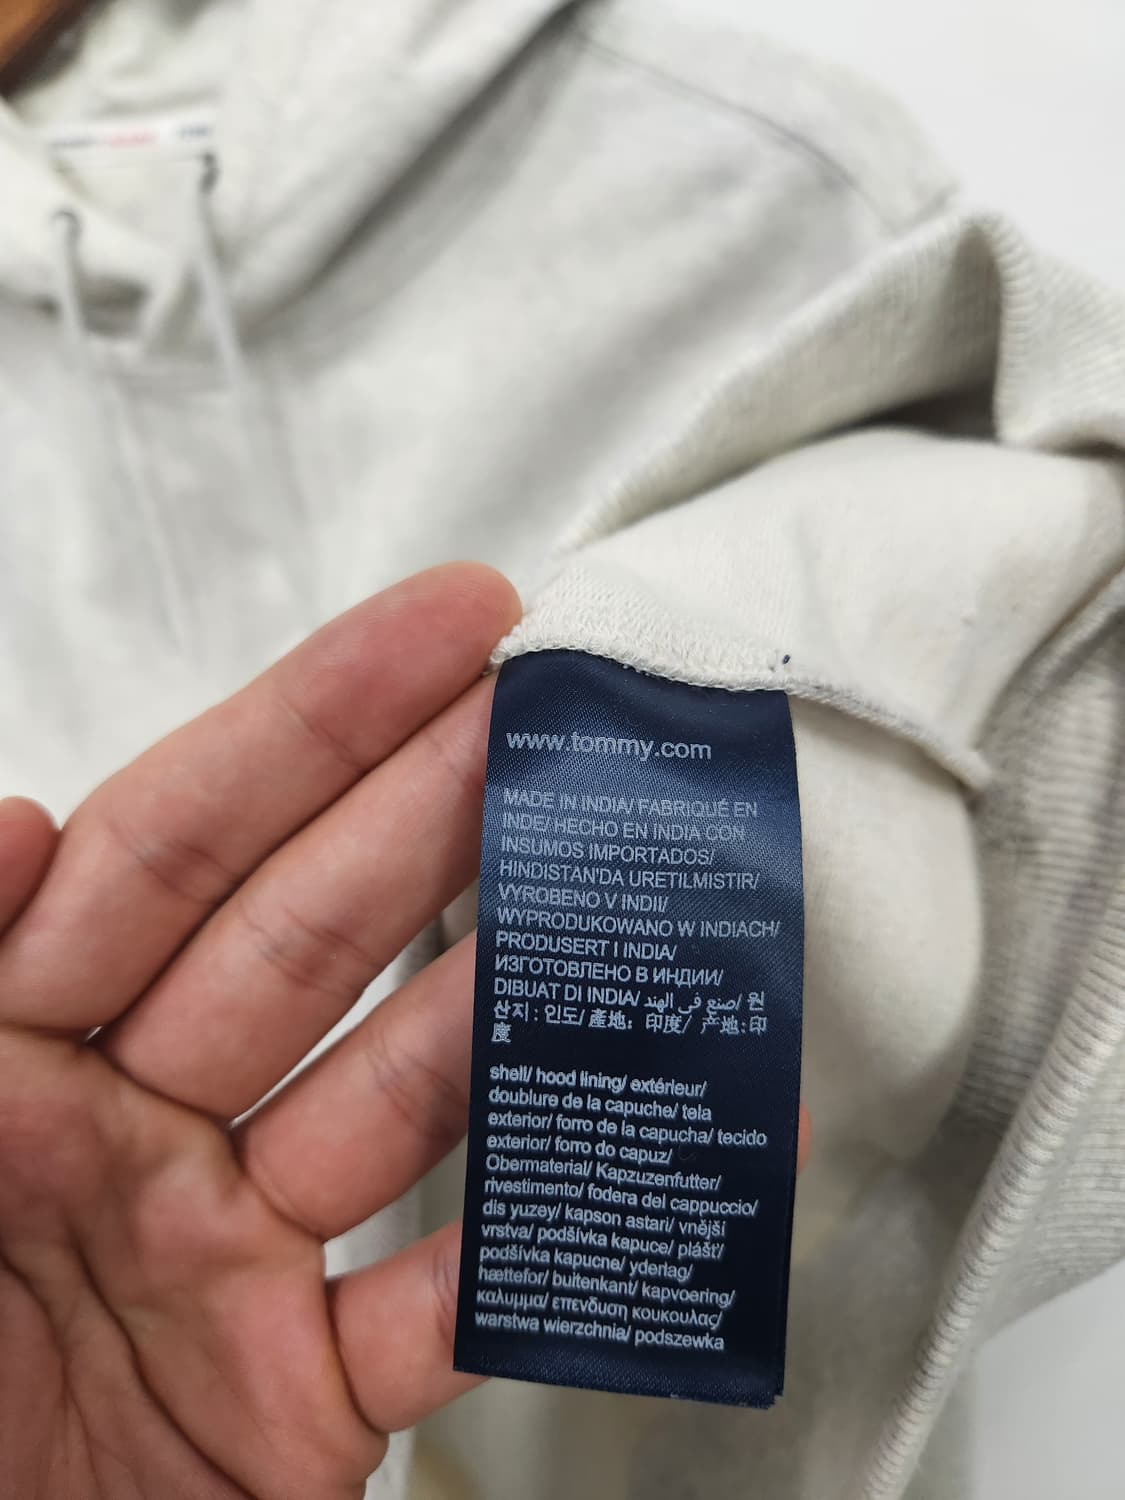 www.tommy.com
MADE IN INDIA/ FABRIQUÉ EN
INDE/ HECHO EN INDIA CON
INSUMOS IMPORTADOS/
HINDISTAN'DA URETILMISTIR/
VYROBENO V INDII/
WYPRODUKOWANO W INDIACH/
PRODUSERT I INDIA/
ИЗГОТОВЛЕНО В ИНДИИ/
DIBUAT DI INDIA/ صنع في الهند/ 원
산지 : 인도/ 產地：印度/ 产地:印
度
shell/ hood lining/ extérieur/
doublure de la capuche/ tela
exterior/ forro de la capucha/ tecido
exterior/ forro do capuz/
Obermaterial/ Kapzuzenfutter/
rivestimento/ fodera del cappuccio/
dis yuzey/ kapson astari/ vnější
vrstva/ podšívka kapuce/ plášť/
podšívka kapucne/ yderlag/
hættefor/ buitenkant/ kapvoering/
καλυμμα/ επενδυση κουκουλας/
warstwa wierzchnia/ podszewka